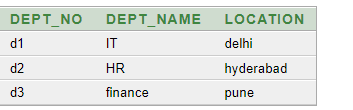 DEPT_NO DEPT_NAME LOCATION
d1 IT delhi
d2 HR hyderabad
d3 finance pune